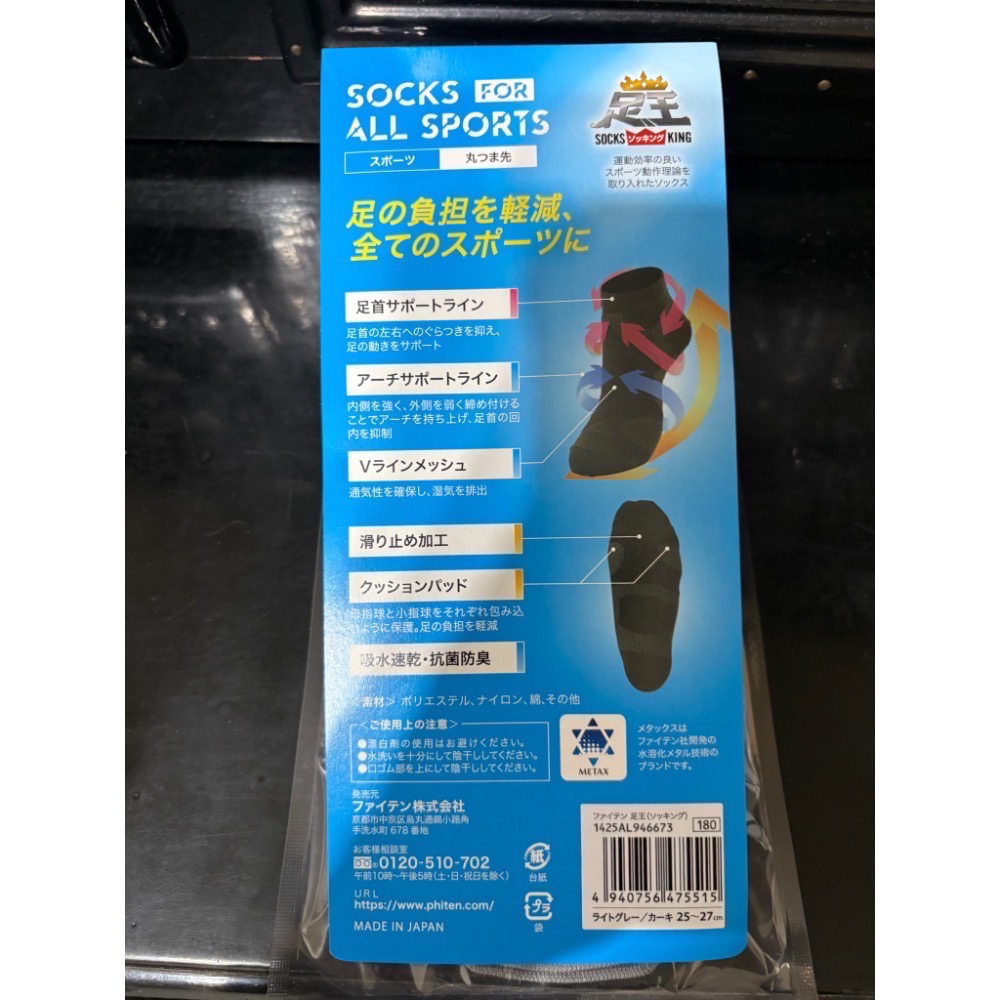 SOCKS FOR
ALL SPORTS
スポーツ 丸つま先
足王
SOCKS ソッキング KING
運動効率の良い
スポーツ動作理論を
取り入れたソックス
足の負担を軽減、
全てのスポーツに
足首サポートライン
足首の左右へのぐらつきを抑え、
足の動きをサポート
アーチサポートライン
内側を強く、外側を弱く締め付ける
ことでアーチを持ち上げ、足首の回
内を抑制
Vラインメッシュ
通気性を確保し、湿気を排出
滑り止め加工
クッションパッド
母指球と小指球をそれぞれ包み込
むように保護。足の負担を軽減
吸水速乾・抗菌防臭
<素材> ポリエステル、ナイロン、綿、その他
<ご使用上の注意>
●漂白剤の使用はお避けください。
●水洗いを十分にして陰干ししてください。
●口ゴム部を上にして陰干ししてください。
METAX
メタックスは
ファイテン社開発の
水溶化メタル技術の
ブランドです。
発売元
ファイテン株式会社
京都市中京区烏丸通錦小路角
手洗水町678番地
お客様相談室
0120-510-702
午前10時〜午後5時(土・日・祝日を除く)
URL
https://www.phiten.com/
MADE IN JAPAN
紙
台紙
プラ
袋
ファイテン 足王(ソッキング)
1425AL946673 180
4 940756 475515
ライトグレー/カーキ 25〜27cm